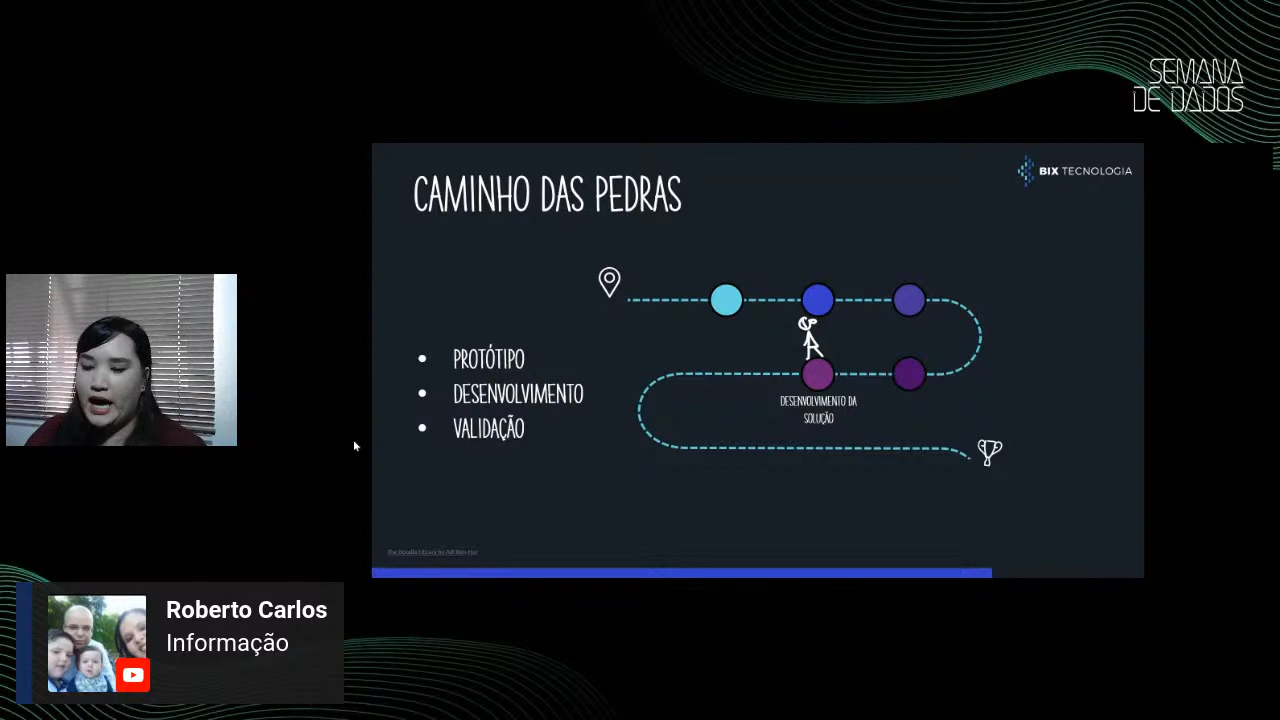 SEMANA
DE DADOS
BIX TECNOLOGIA
CAMINHO DAS PEDRAS
• PROTÓTIPO
• DESENVOLVIMENTO
• VALIDAÇÃO
DESENVOLVIMENTO DA
SOLUÇÃO
Roberto Carlos
Informação